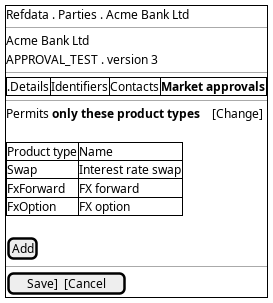 Refdata . Parties . Acme Bank Ltd
Acme Bank Ltd
APPROVAL_TEST . version 3
.Details Identifiers Contacts Market approvals
Permits only these product types [Change]
Product type Name
Swap Interest rate swap
FxForward FX forward
FxOption FX option
Add
Save] [Cancel